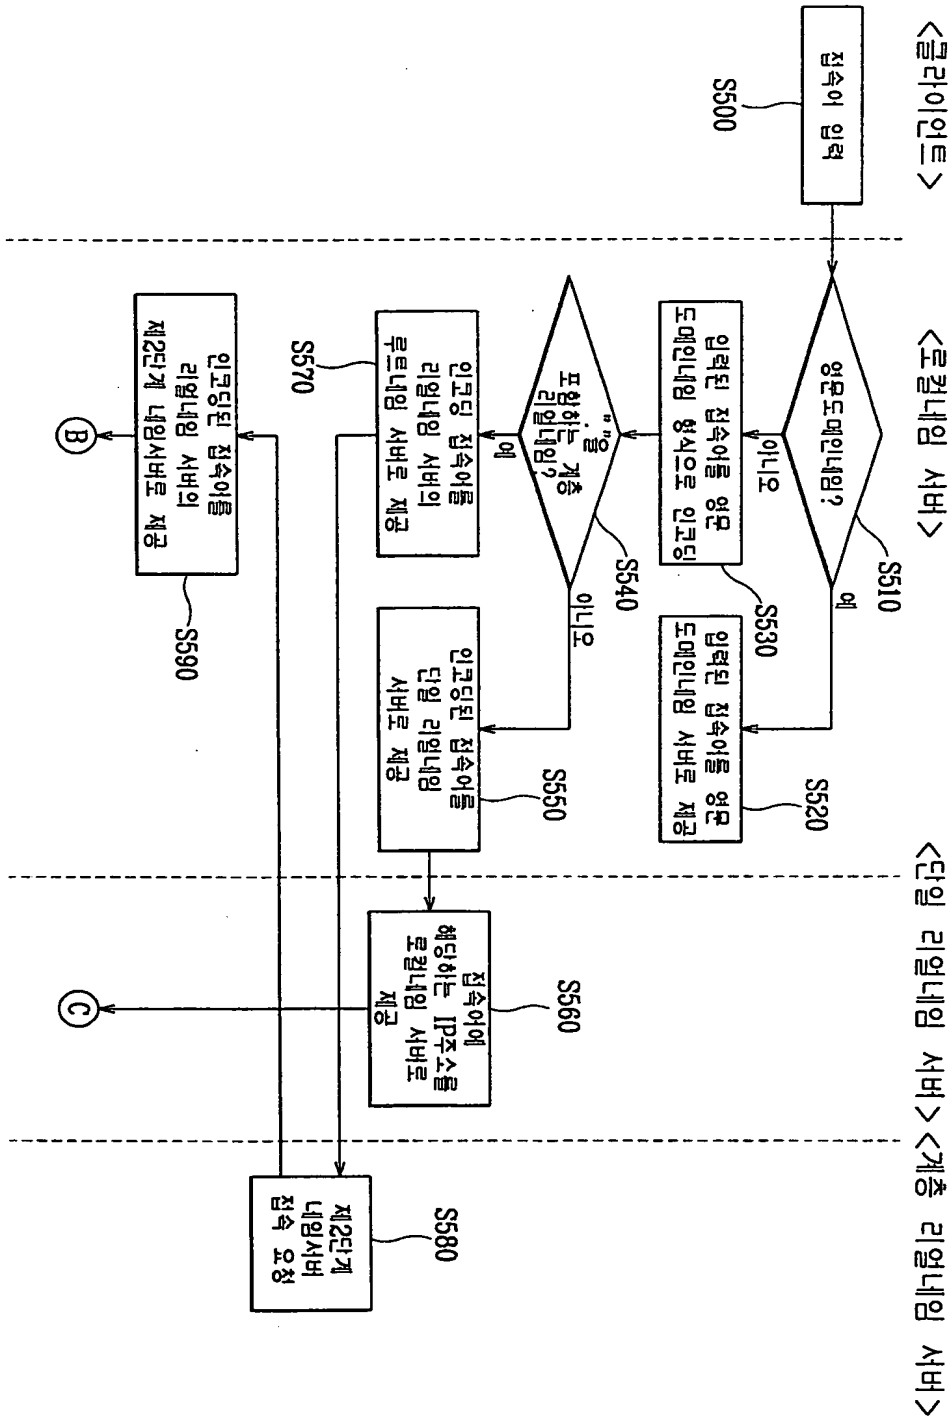 <클라이언트>
<로컬네임 서버>
<단일 리얼네임 서버>
<계층 리얼네임 서버>
접속어 입력
S500
영문도메인네임?
S510
예
아니오
입력된 접속어를 영문
도메인네임 서버로 제공
S520
입력된 접속어를 영문
도메인네임 형식으로 인코딩
S530
"."을
포함하는 계층
리얼네임?
S540
아니오
예
인코딩된 접속어를
단일 리얼네임
서버로 제공
S550
접속어에
해당하는 IP주소를
로컬네임 서버로
제공
S560
인코딩 접속어를
리얼네임 서버의
루트네임 서버로 제공
S570
제2단계
네임서버
접속 요청
S580
인코딩된 접속어를
리얼네임 서버의
제2단계 네임서버로 제공
S590
B
C